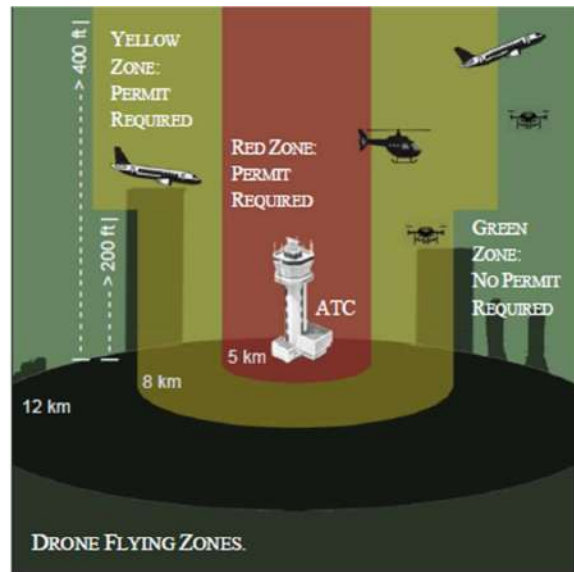 > 400 ft
YELLOW
ZONE:
PERMIT
REQUIRED
RED ZONE:
PERMIT
REQUIRED
> 200 ft
GREEN
ZONE:
NO PERMIT
REQUIRED
ATC
5 km
8 km
12 km
DRONE FLYING ZONES.